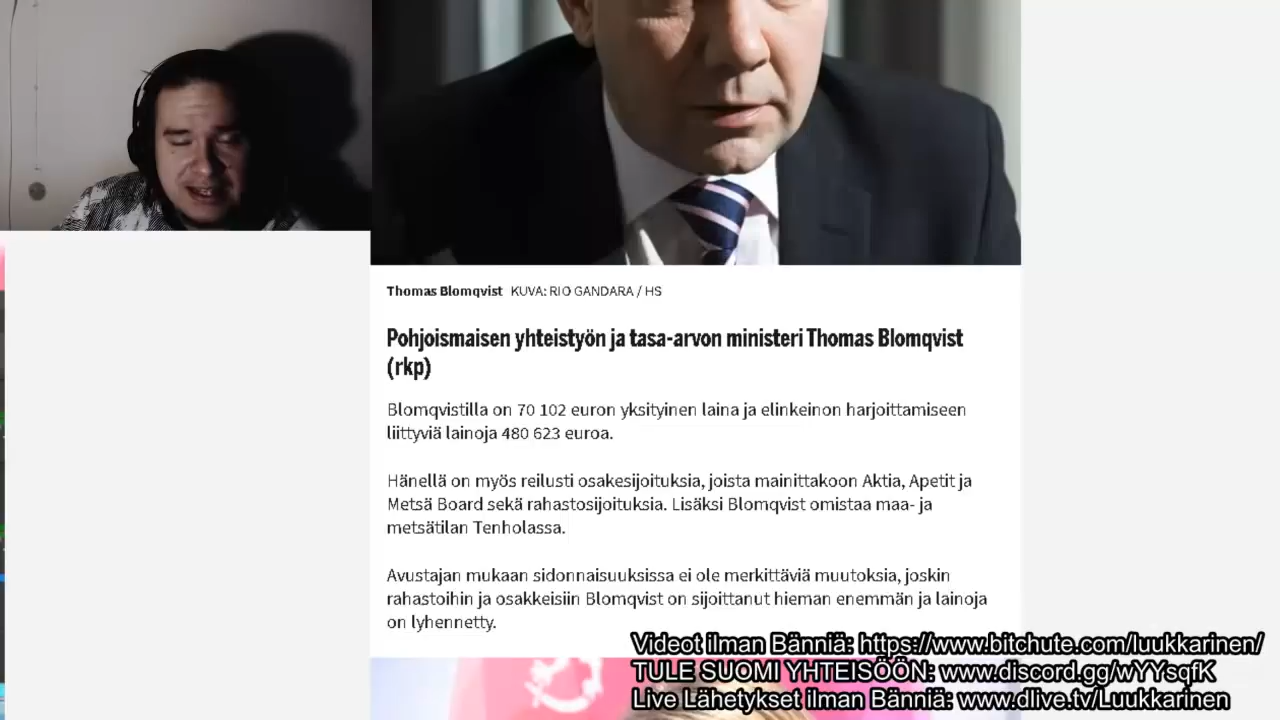 Thomas Blomqvist KUVA: RIO GANDARA / HS
Pohjoismaisen yhteistyön ja tasa-arvon ministeri Thomas Blomqvist
(rkp)
Blomqvistilla on 70 102 euron yksityinen laina ja elinkeinon harjoittamiseen
liittyviä lainoja 480 623 euroa.
Hänellä on myös reilusti osakesijoituksia, joista mainittakoon Aktia, Apetit ja
Metsä Board sekä rahastosijoituksia. Lisäksi Blomqvist omistaa maa- ja
metsätilan Tenholassa.
Avustajan mukaan sidonnaisuuksissa ei ole merkittäviä muutoksia, joskin
rahastoihin ja osakkeisiin Blomqvist on sijoittanut hieman enemmän ja lainoja
on lyhennetty.
Videot ilman Bänniä: https://www.bitchute.com/luukkarinen/
TULE SUOMI YHTEISÖÖN: www.discord.gg/wYYsqfK
Live Lähetykset ilman Bänniä: www.dlive.tv/Luukkarinen